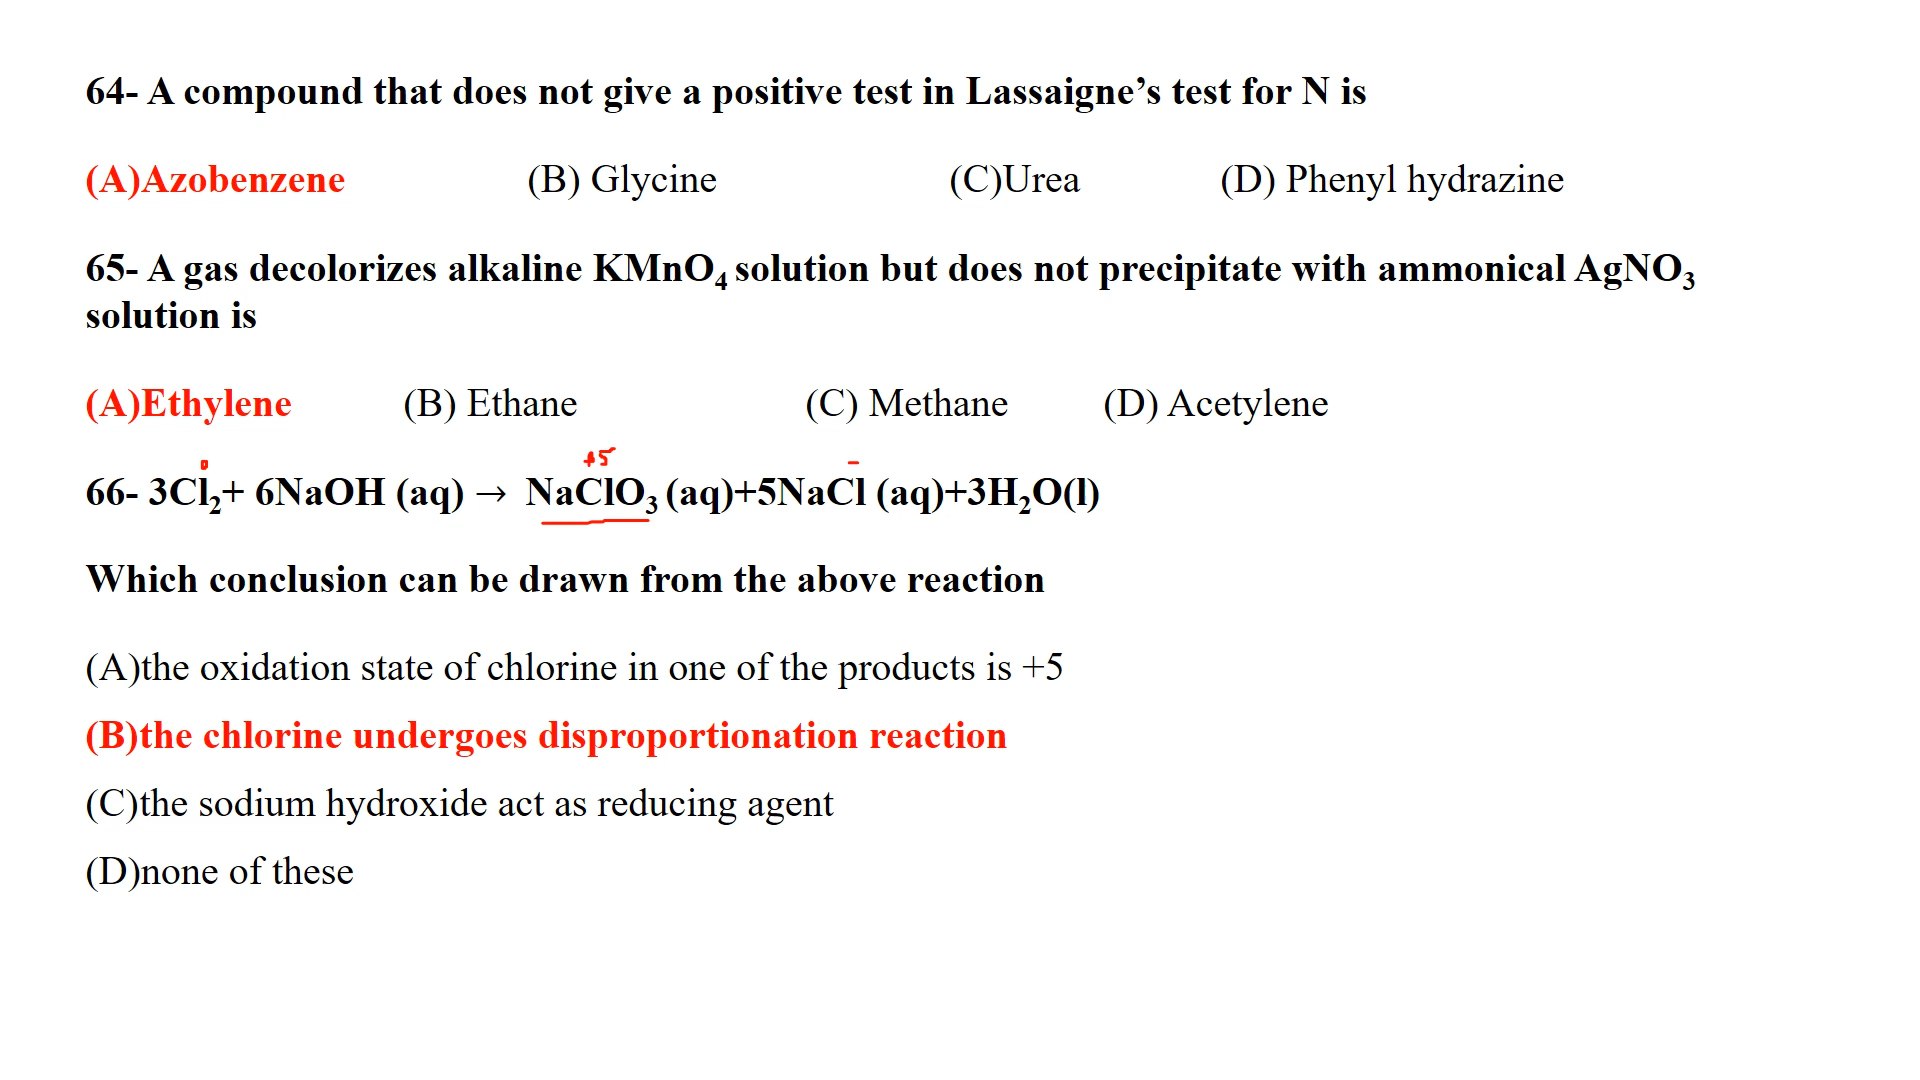 64- A compound that does not give a positive test in Lassaigne’s test for N is
(A)Azobenzene (B) Glycine (C)Urea (D) Phenyl hydrazine
65- A gas decolorizes alkaline KMnO₄ solution but does not precipitate with ammonical AgNO₃
solution is
(A)Ethylene (B) Ethane (C) Methane (D) Acetylene
0 +5 -
66- 3Cl₂+ 6NaOH (aq) → NaClO₃ (aq)+5NaCl (aq)+3H₂O(l)
Which conclusion can be drawn from the above reaction
(A)the oxidation state of chlorine in one of the products is +5
(B)the chlorine undergoes disproportionation reaction
(C)the sodium hydroxide act as reducing agent
(D)none of these